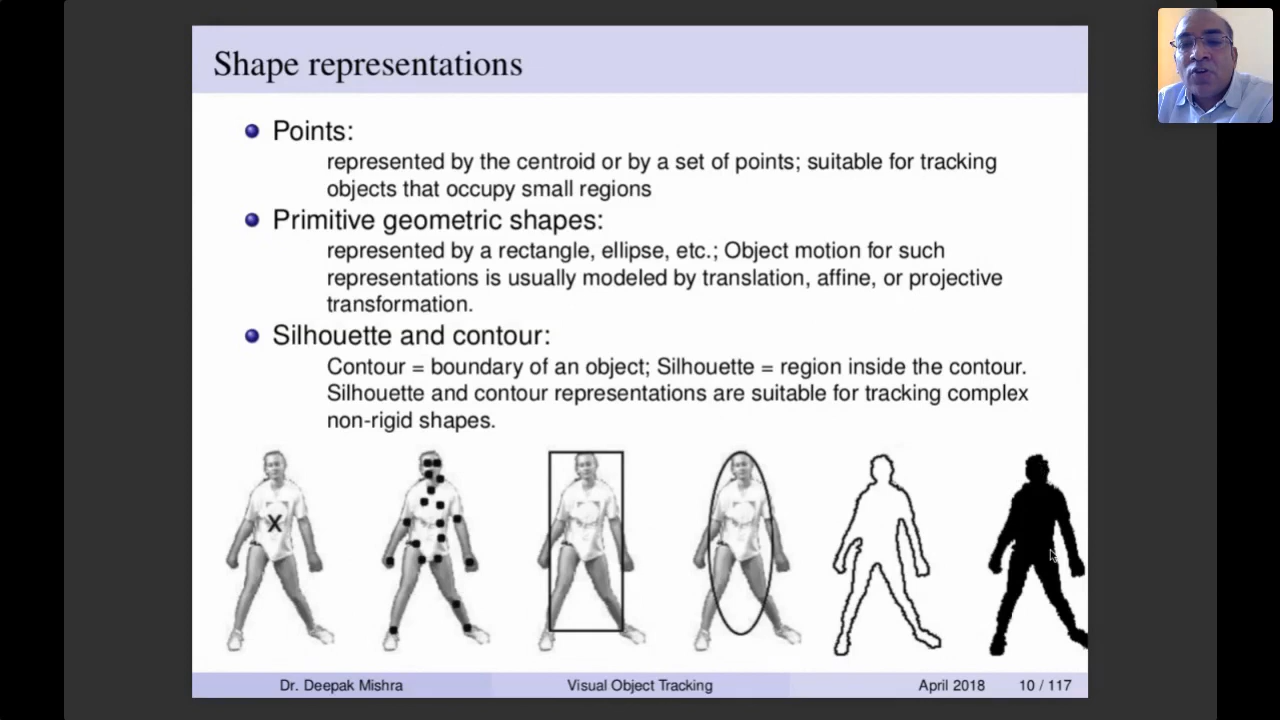 Shape representations
Points:
represented by the centroid or by a set of points; suitable for tracking
objects that occupy small regions
Primitive geometric shapes:
represented by a rectangle, ellipse, etc.; Object motion for such
representations is usually modeled by translation, affine, or projective
transformation.
Silhouette and contour:
Contour = boundary of an object; Silhouette = region inside the contour.
Silhouette and contour representations are suitable for tracking complex
non-rigid shapes.
X
Dr. Deepak Mishra Visual Object Tracking April 2018 10 / 117